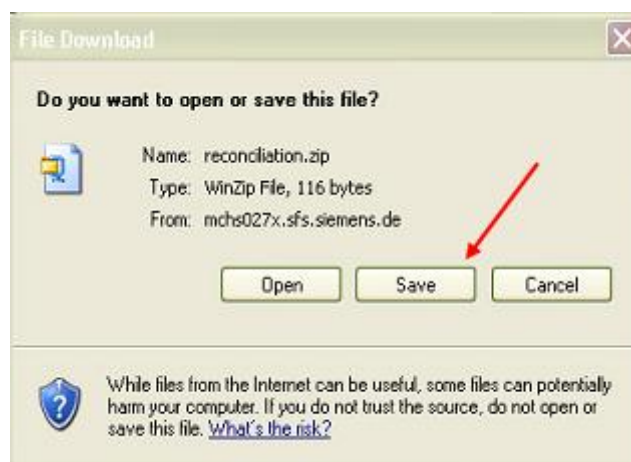 File Download
Do you want to open or save this file?
Name: reconciliation.zip
Type: WinZip File, 116 bytes
From: mchs027x.sfs.siemens.de
Open Save Cancel
While files from the Internet can be useful, some files can potentially
harm your computer. If you do not trust the source, do not open or
save this file. What's the risk?